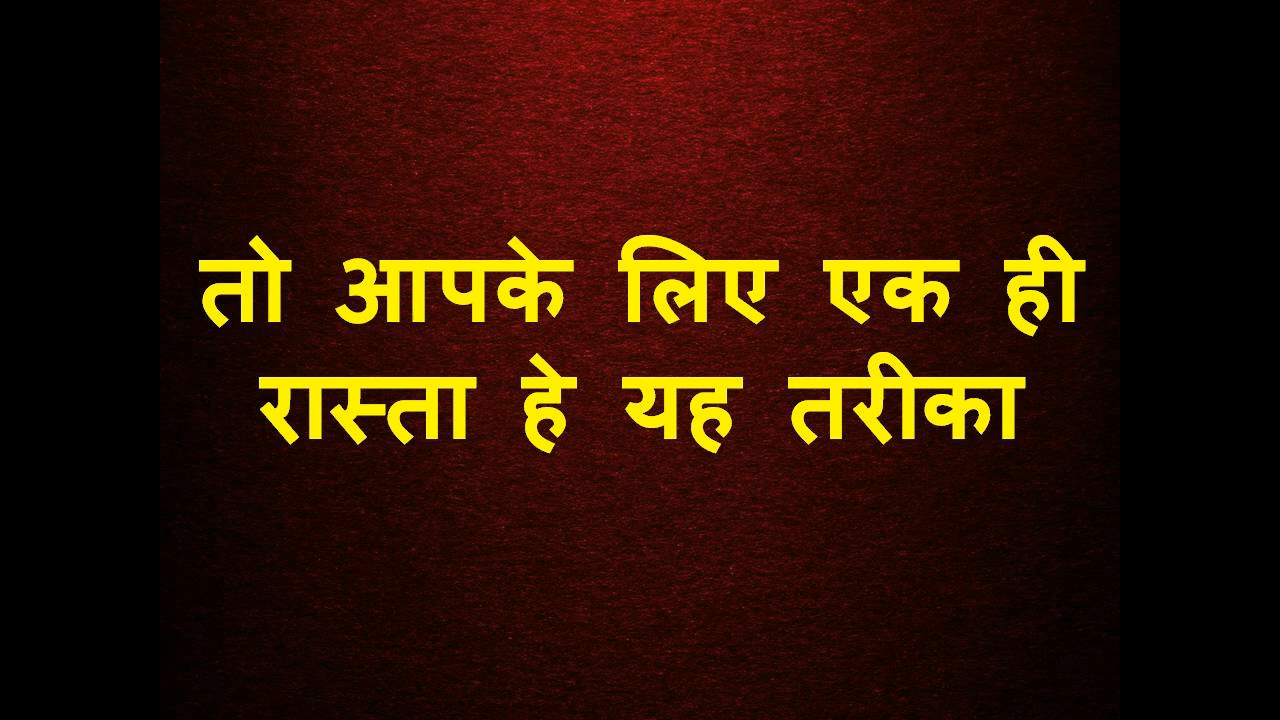 तो आपके लिए एक ही
रास्ता हे यह तरीका